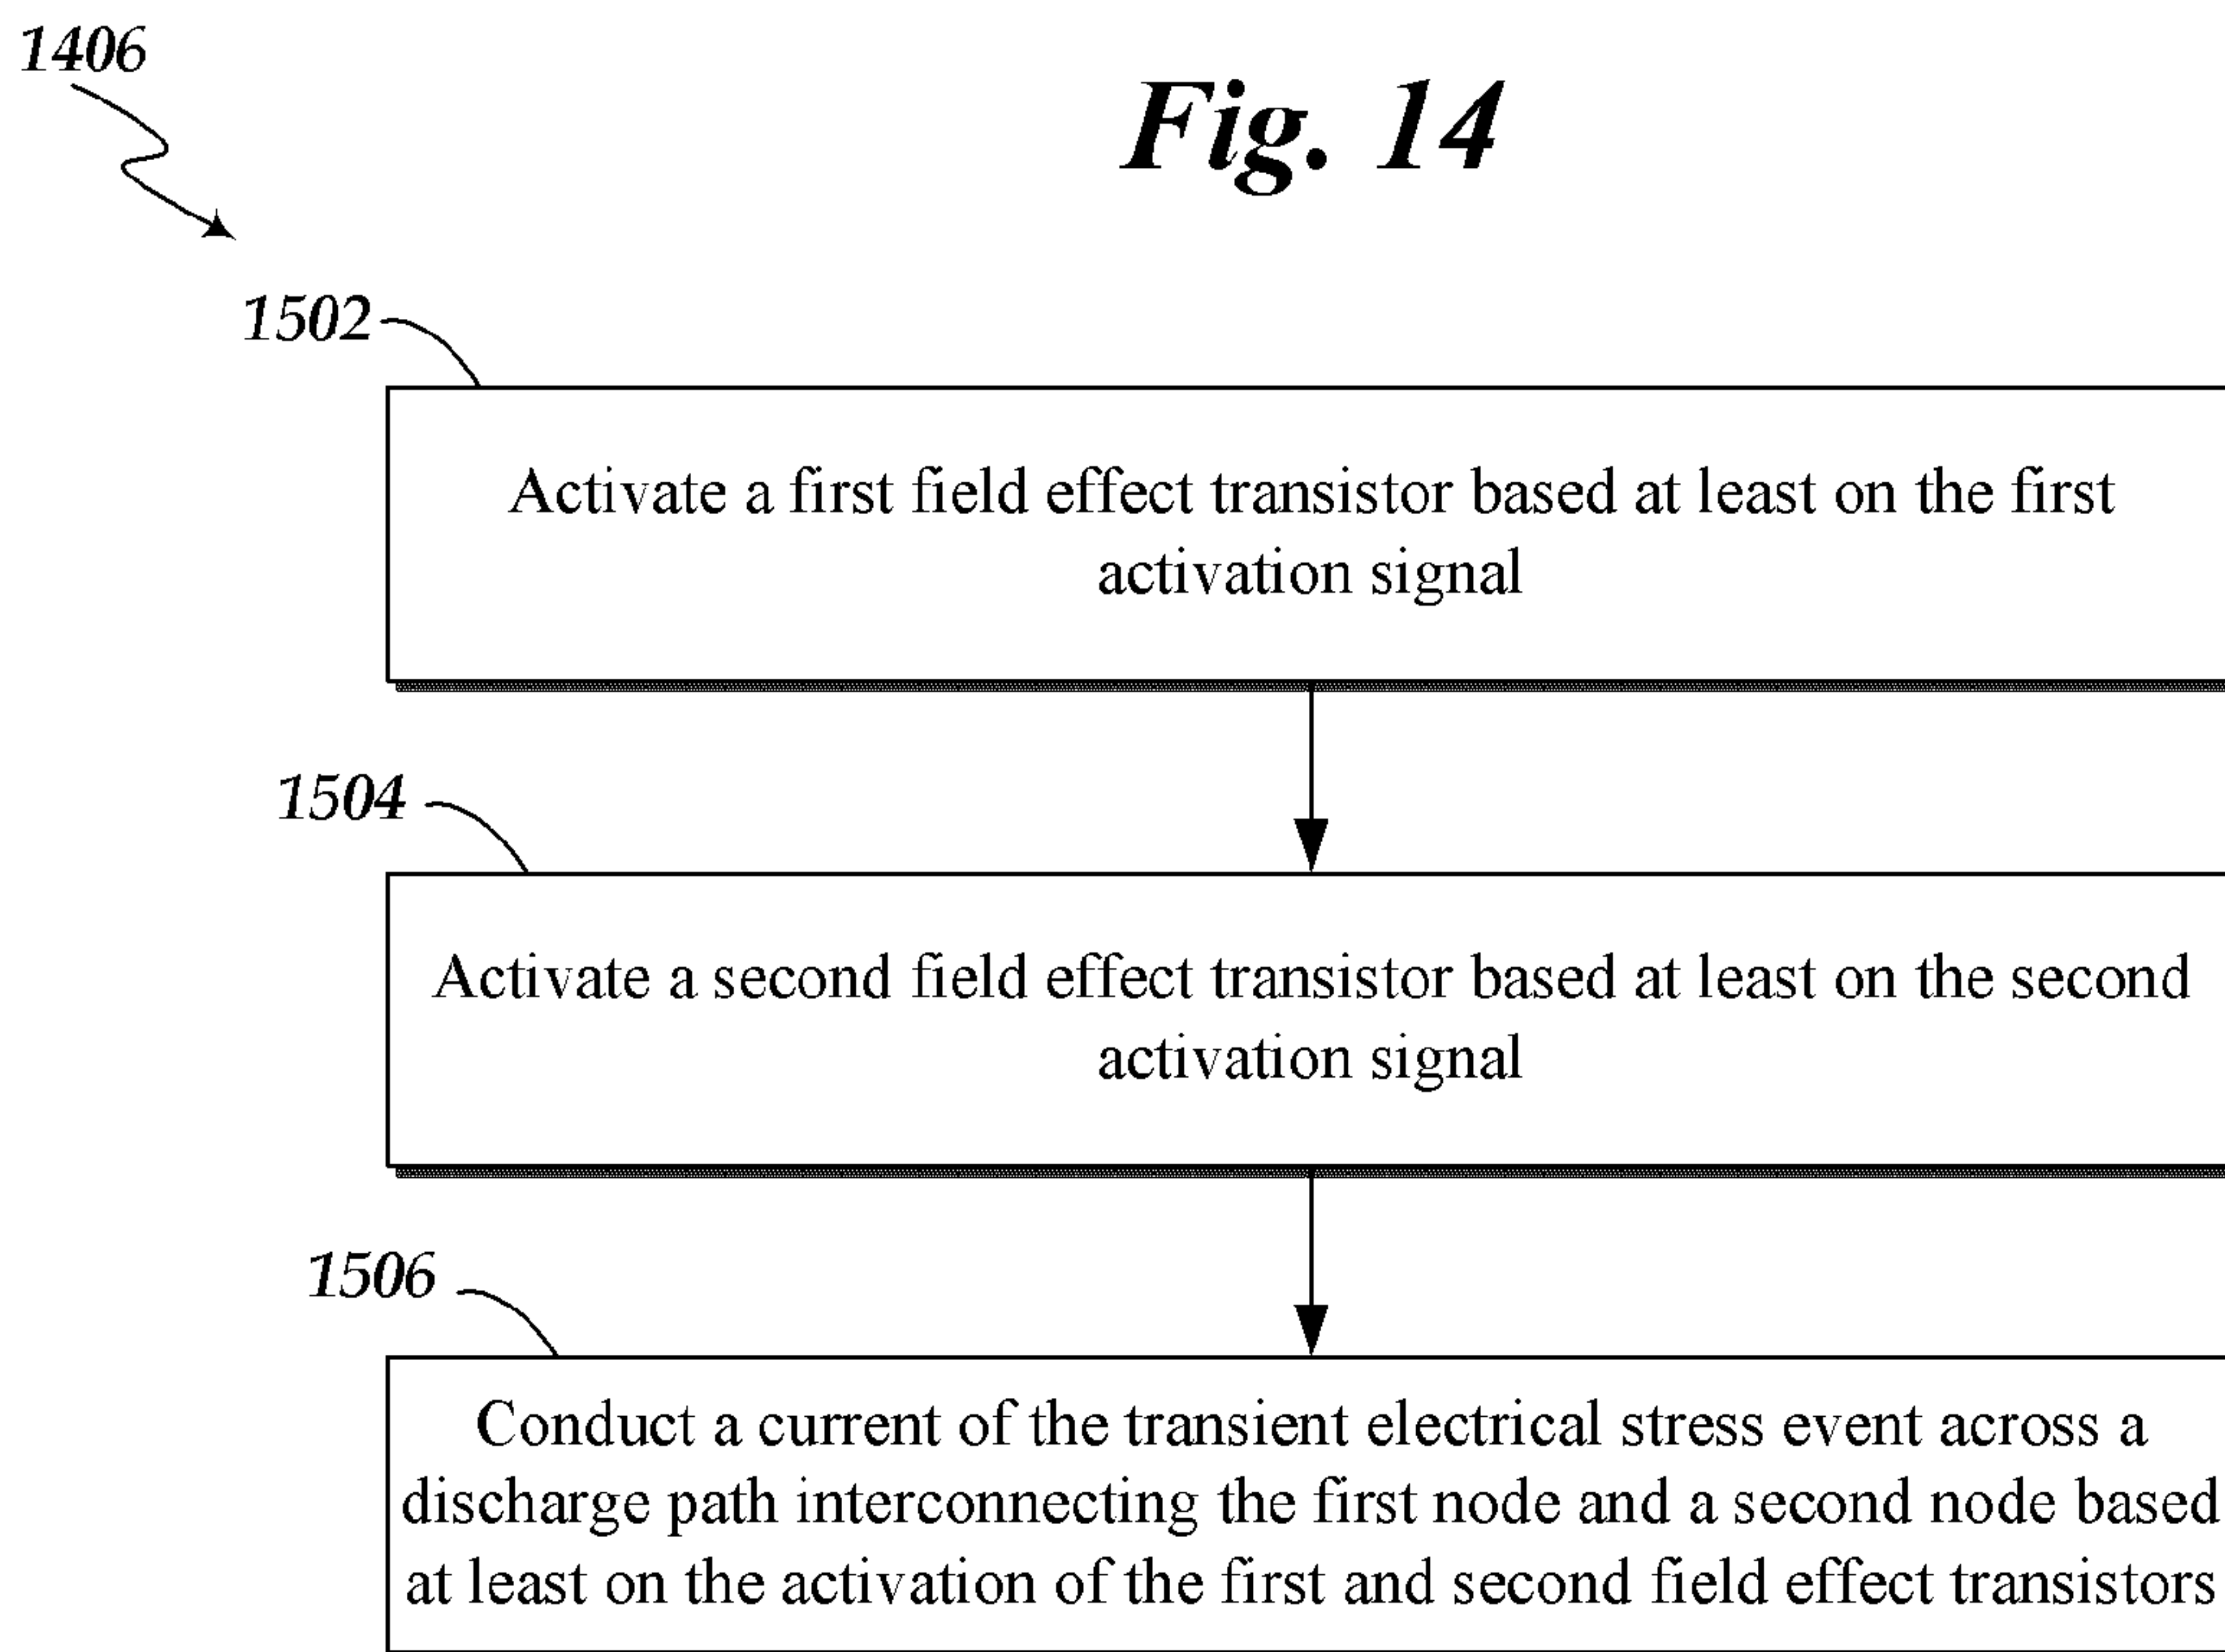 1406
Fig. 14
1502
Activate a first field effect transistor based at least on the first
activation signal
1504
Activate a second field effect transistor based at least on the second
activation signal
1506
Conduct a current of the transient electrical stress event across a
discharge path interconnecting the first node and a second node based
at least on the activation of the first and second field effect transistors